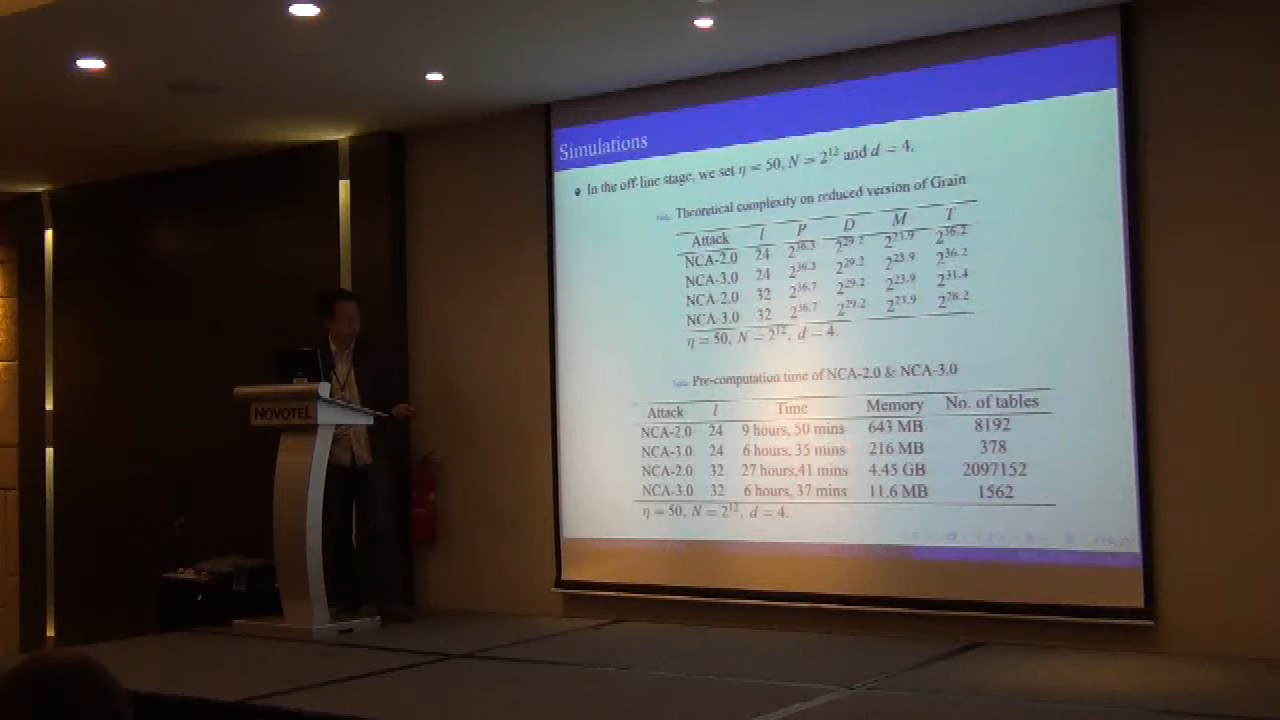 Simulations
In the off-line stage, we set η = 50, N = 2^12 and d = 4.
Theoretical complexity on reduced version of Grain
Attack l P D M T
NCA-2.0 24 2^36.3 2^29.2 2^23.9 2^36.2
NCA-3.0 24 2^36.3 2^29.2 2^23.9 2^36.2
NCA-2.0 32 2^36.7 2^29.2 2^23.9 2^31.4
NCA-3.0 32 2^36.7 2^29.2 2^23.9 2^78.2
η = 50, N = 2^12, d = 4.
Pre-computation time of NCA-2.0 & NCA-3.0
Attack l Time Memory No. of tables
NCA-2.0 24 9 hours, 50 mins 643 MB 8192
NCA-3.0 24 6 hours, 35 mins 216 MB 378
NCA-2.0 32 27 hours,41 mins 4.45 GB 2097152
NCA-3.0 32 6 hours, 37 mins 11.6 MB 1562
η = 50, N = 2^12, d = 4.
NOVOTEL